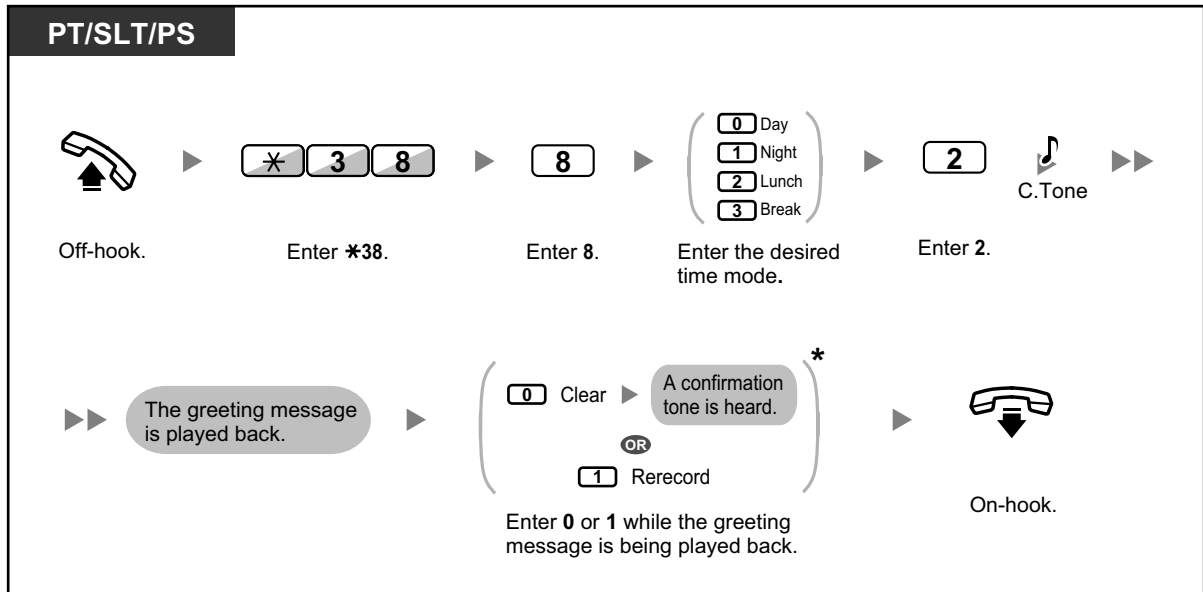 PT/SLT/PS
0 Day
1 Night
2 Lunch
3 Break
✳ 3 8
8
2
C.Tone
Off-hook.
Enter ✳38.
Enter 8.
Enter the desired
time mode.
Enter 2.
The greeting message
is played back.
0 Clear
A confirmation
tone is heard.
*
OR
1 Rerecord
Enter 0 or 1 while the greeting
message is being played back.
On-hook.